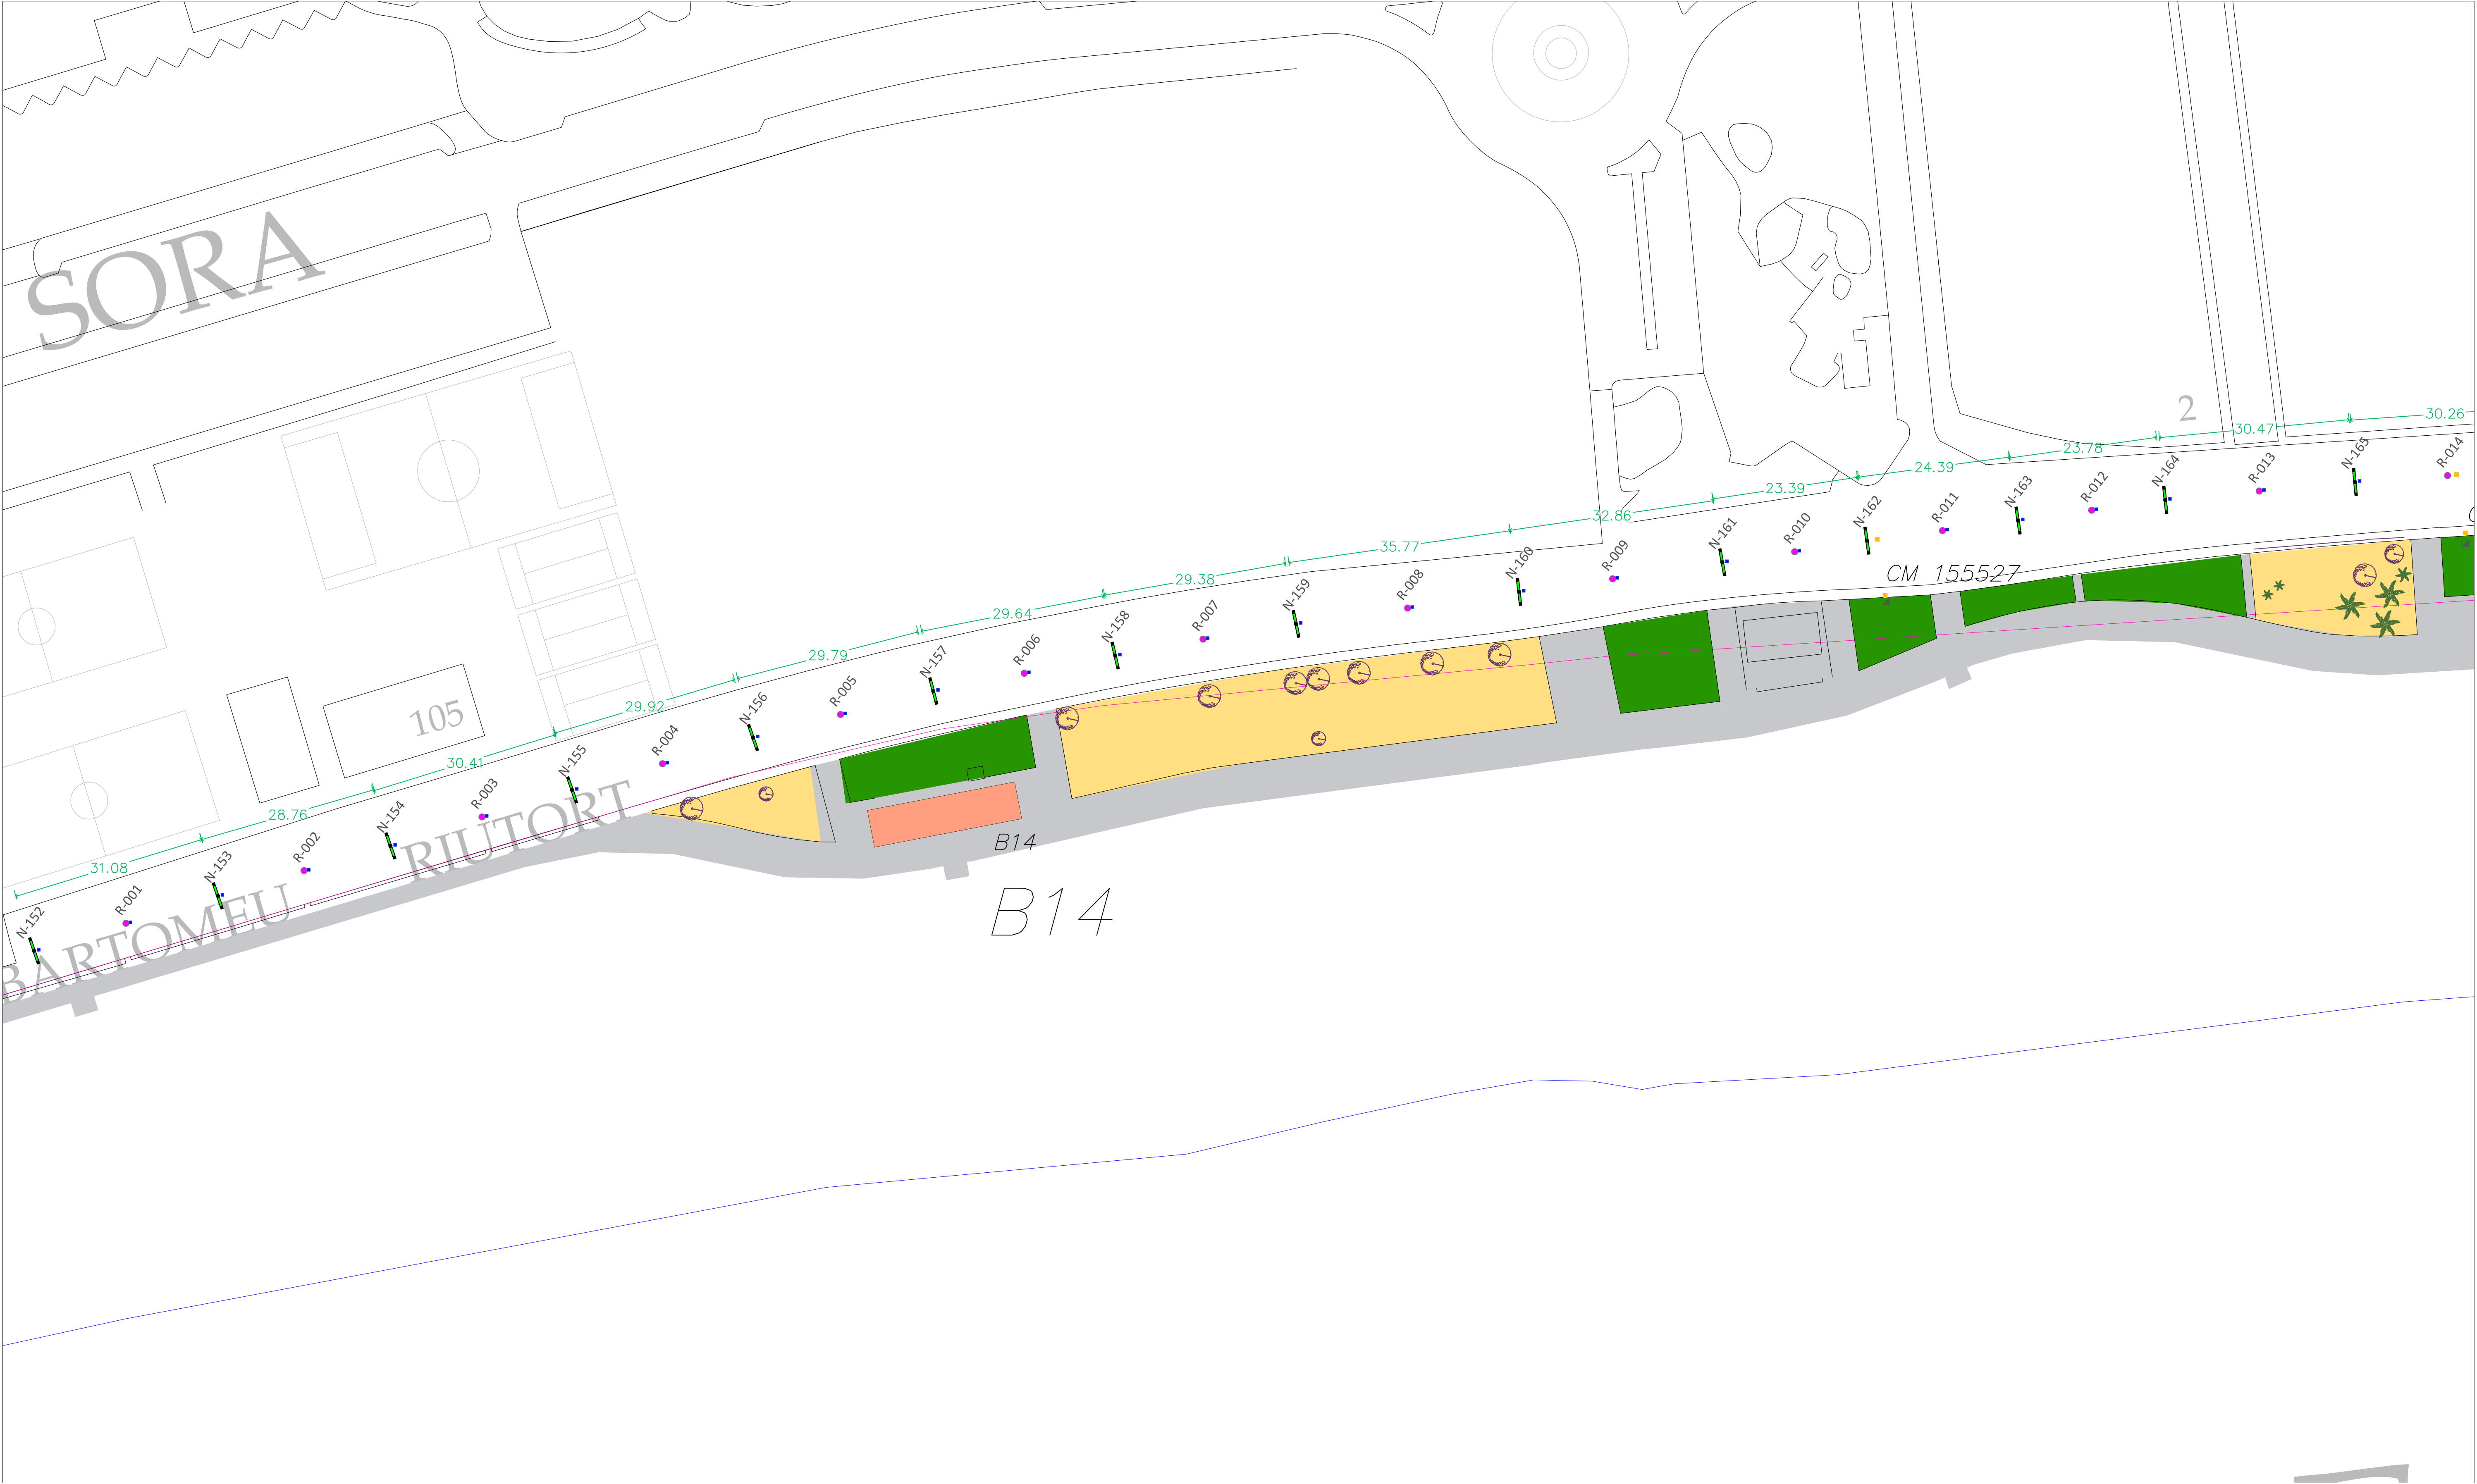 SORA
2
30.26
30.47
23.78
24.39
23.39
32.86
35.77
29.38
29.64
29.79
29.92
30.41
28.76
31.08
105
N-152
R-001
N-153
R-002
N-154
R-003
N-155
R-004
N-156
R-005
N-157
R-006
N-158
R-007
N-159
R-008
N-160
R-009
N-161
R-010
N-162
R-011
N-163
R-012
N-164
R-013
N-165
R-014
CM 155527
BARTOMEU RIUTORT
B14
B14